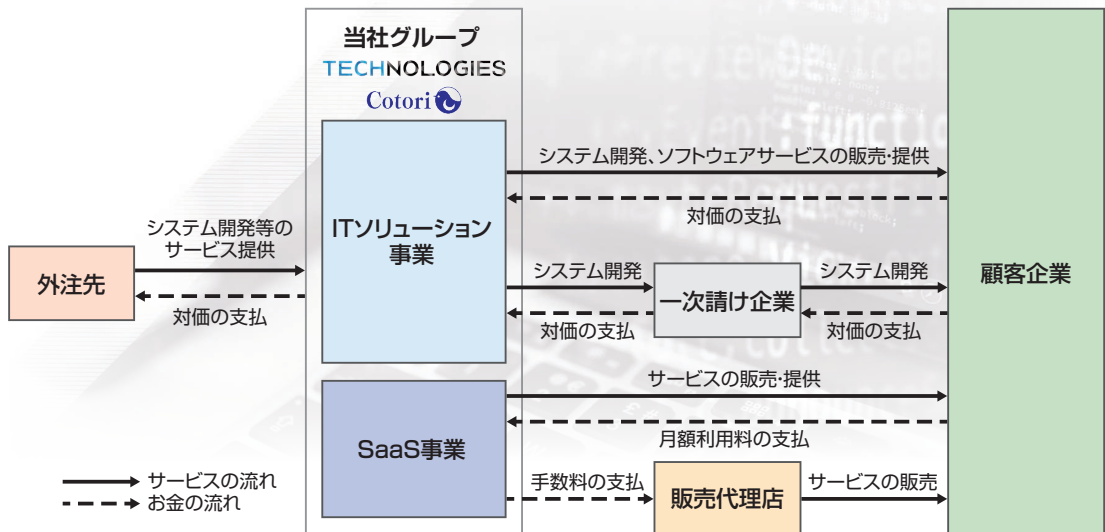 当社グループ
TECHNOLOGIES
Cotori
システム開発等の
サービス提供
外注先
対価の支払
ITソリューション
事業
システム開発、ソフトウェアサービスの販売・提供
対価の支払
システム開発
一次請け企業
システム開発
対価の支払
対価の支払
顧客企業
SaaS事業
サービスの販売・提供
月額利用料の支払
手数料の支払
販売代理店
サービスの販売
サービスの流れ
お金の流れ